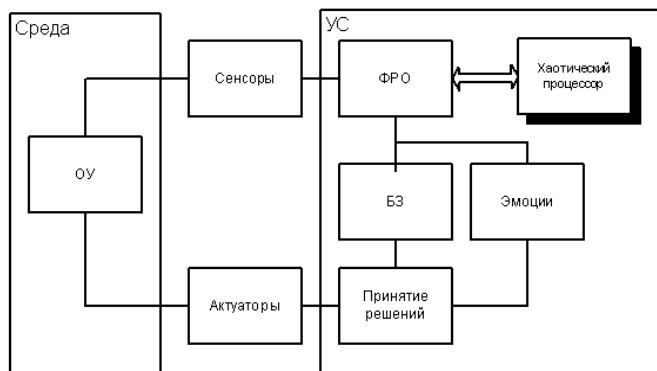 Среда
УС
Сенсоры
ФРО
Хаотический
процессор
ОУ
БЗ
Эмоции
Актуаторы
Принятие
решений